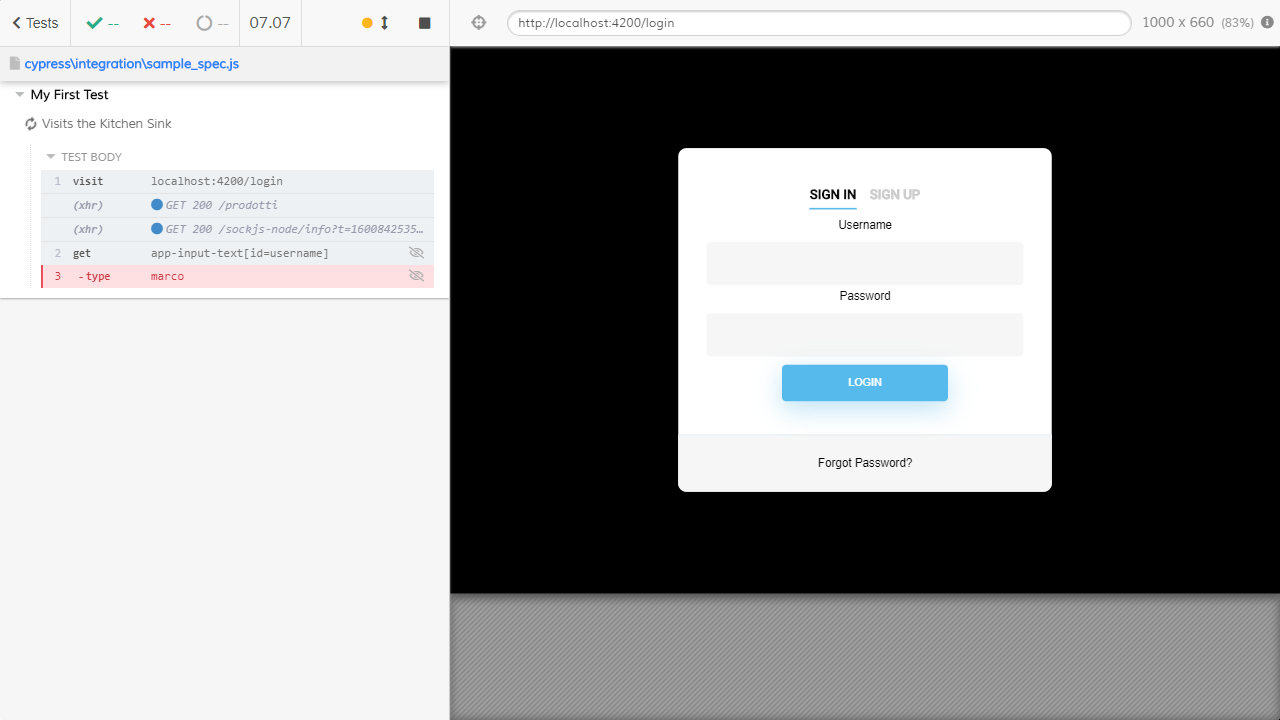 Tests -- -- -- 07.07
http://localhost:4200/login 1000 x 660 (83%)
cypress\integration\sample_spec.js
My First Test
Visits the Kitchen Sink
TEST BODY
1 visit localhost:4200/login
(xhr) GET 200 /prodotti
(xhr) GET 200 /sockjs-node/info?t=1600842535…
2 get app-input-text[id=username]
3 -type marco
SIGN IN SIGN UP
Username
Password
LOGIN
Forgot Password?